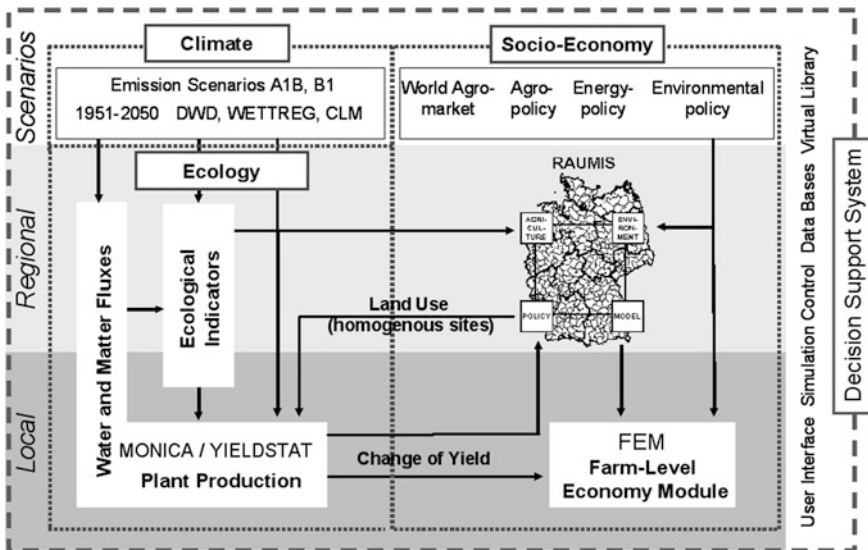 Climate
Socio-Economy
Scenarios
Emission Scenarios A1B, B1
1951-2050 DWD, WETTREG, CLM
World Agro-
market
Agro-
policy
Energy-
policy
Environmental
policy
Ecology
RAUMIS
Regional
Water and Matter Fluxes
Ecological
Indicators
AGRI-
CUL-
TURE
ENVI-
RON-
MENT
POLICY
MODEL
Land Use
(homogenous sites)
Local
MONICA / YIELDSTAT
Plant Production
Change of Yield
FEM
Farm-Level
Economy Module
User Interface Simulation Control Data Bases Virtual Library
Decision Support System